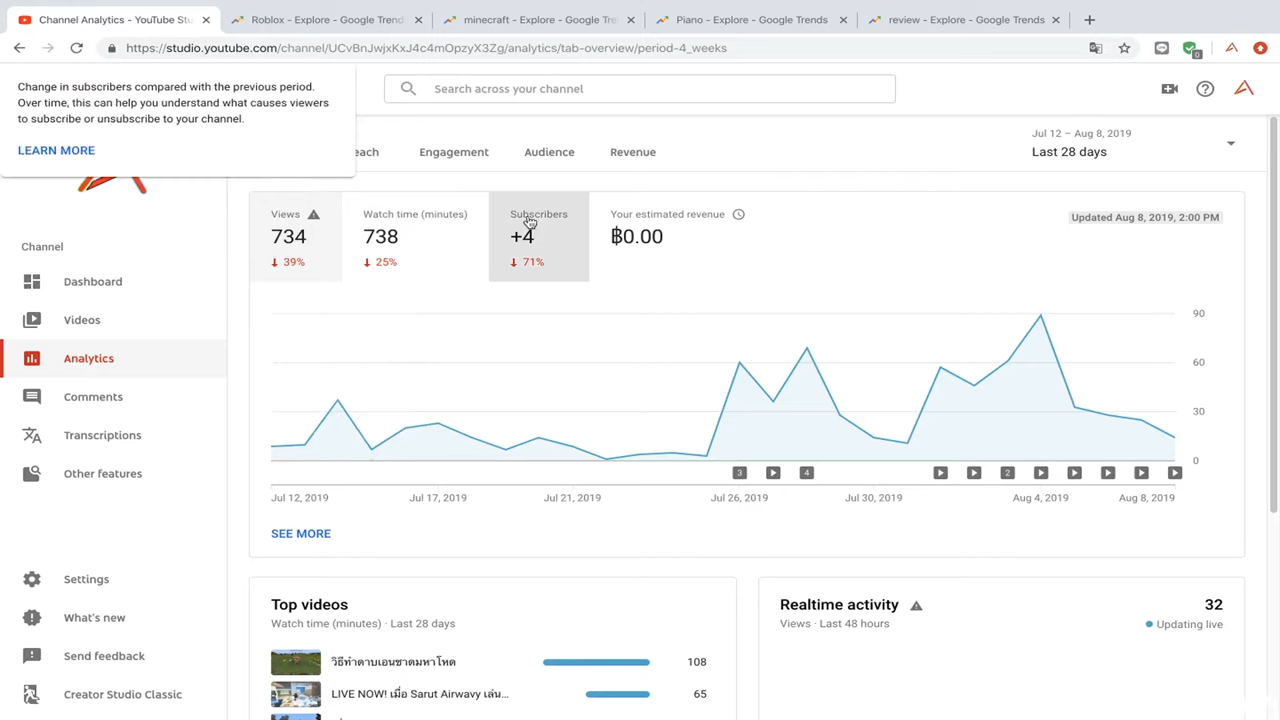 Channel Analytics - YouTube Stu
Roblox - Explore - Google Trend
minecraft - Explore - Google Tre
Piano - Explore - Google Trends
review - Explore - Google Trends
https://studio.youtube.com/channel/UCvBnJwjxKxJ4c4mOpzyX3Zg/analytics/tab-overview/period-4_weeks
Change in subscribers compared with the previous period.
Over time, this can help you understand what causes viewers
to subscribe or unsubscribe to your channel.
LEARN MORE
Search across your channel
each
Engagement
Audience
Revenue
Jul 12 – Aug 8, 2019
Last 28 days
Channel
Dashboard
Videos
Analytics
Comments
Transcriptions
Other features
Settings
What's new
Send feedback
Creator Studio Classic
Views
734
39%
Watch time (minutes)
738
25%
Subscribers
+4
71%
Your estimated revenue
฿0.00
Updated Aug 8, 2019, 2:00 PM
90
60
30
0
3
4
2
Jul 12, 2019
Jul 17, 2019
Jul 21, 2019
Jul 26, 2019
Jul 30, 2019
Aug 4, 2019
Aug 8, 2019
SEE MORE
Top videos
Watch time (minutes) · Last 28 days
วิธีทำดาบเอนชาดมหาโหด
108
LIVE NOW! เมื่อ Sarut Airwavy เล่น...
65
Realtime activity
32
Views · Last 48 hours
Updating live